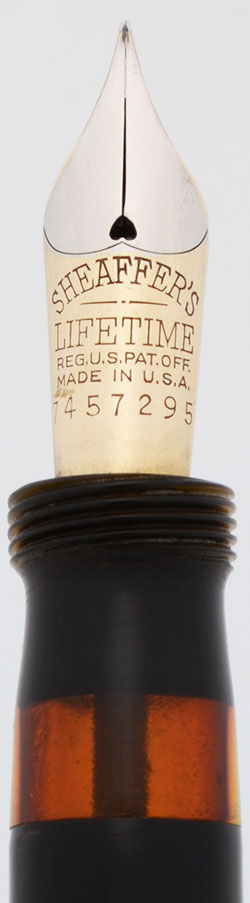 SHEAFFER'S
LIFETIME
REG.U.S.PAT.OFF.
MADE IN U.S.A.
7457295